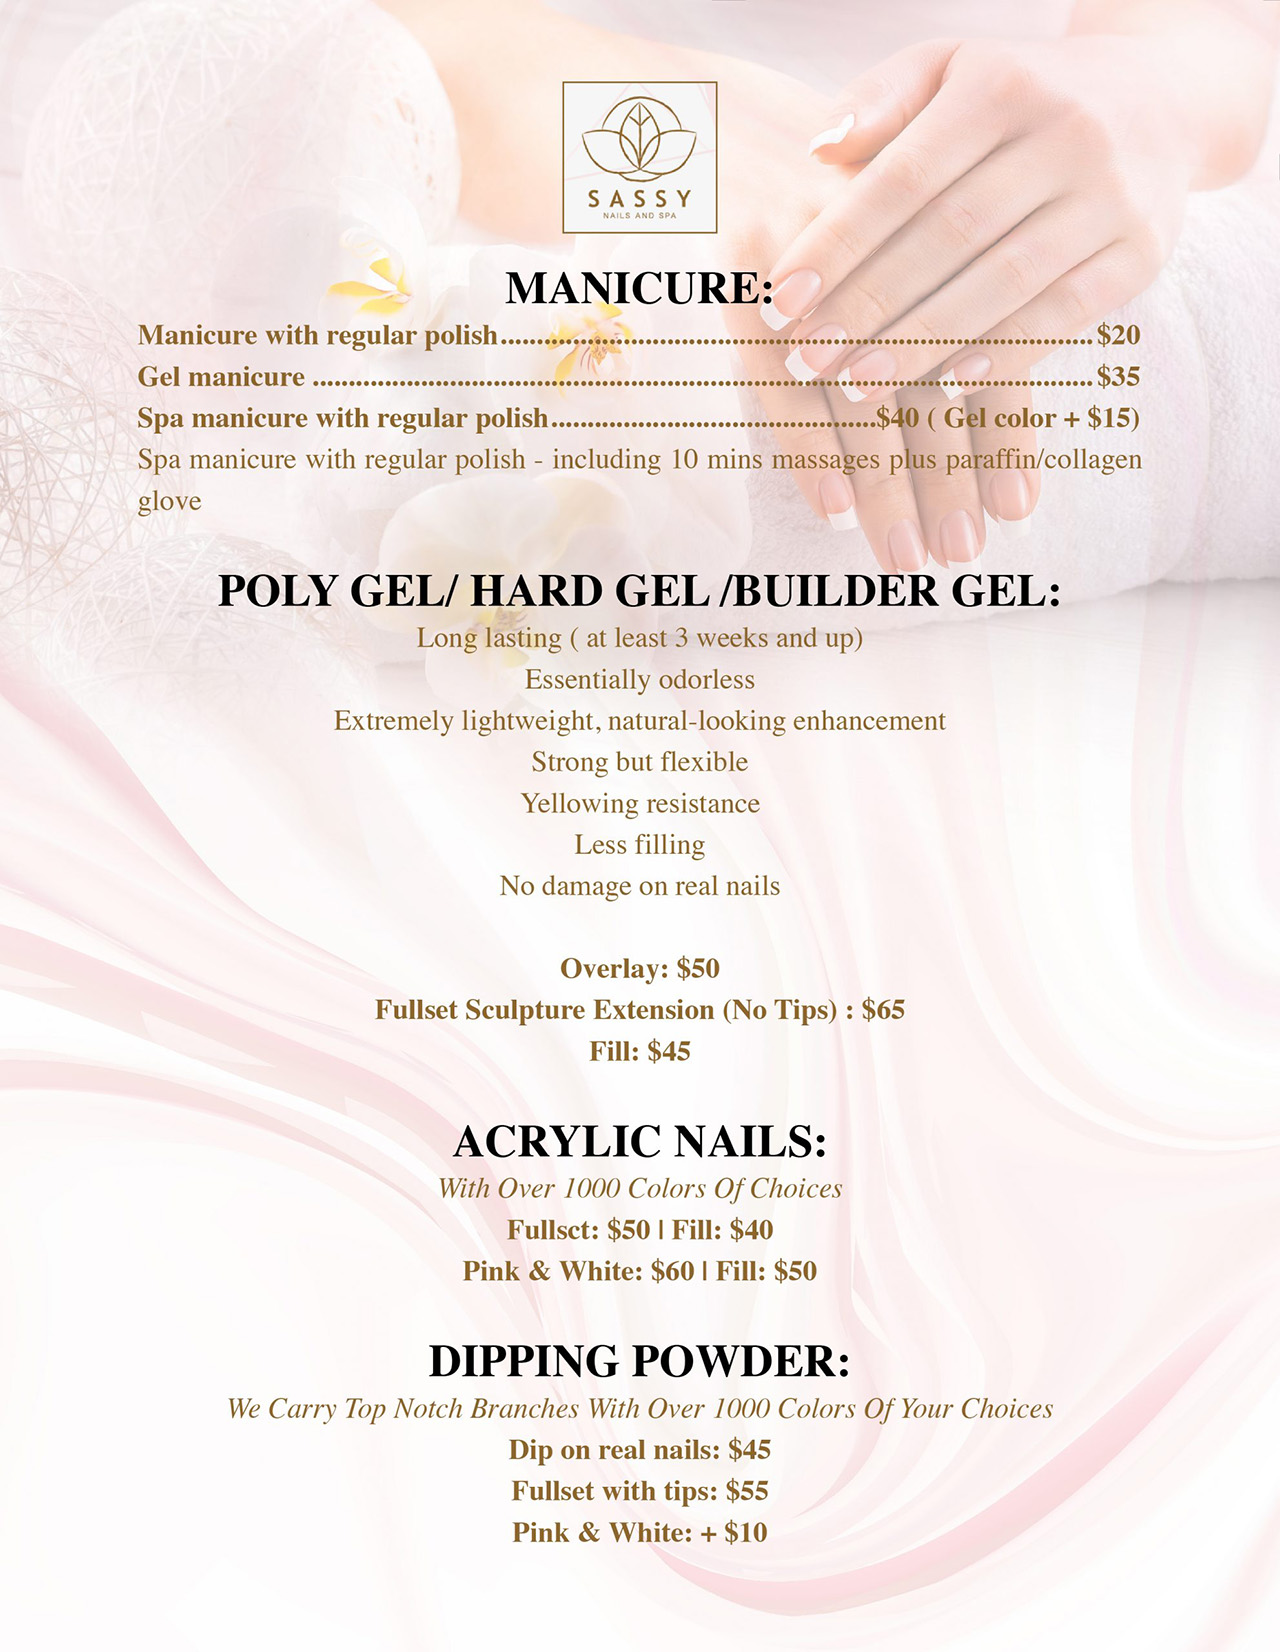 SASSY
NAILS AND SPA
MANICURE:
Manicure with regular polish.................................................................................. $20
Gel manicure ............................................................................................................ $35
Spa manicure with regular polish.............................................$40 ( Gel color + $15)
Spa manicure with regular polish - including 10 mins massages plus paraffin/collagen
glove
POLY GEL/ HARD GEL /BUILDER GEL:
Long lasting ( at least 3 weeks and up)
Essentially odorless
Extremely lightweight, natural-looking enhancement
Strong but flexible
Yellowing resistance
Less filling
No damage on real nails
Overlay: $50
Fullset Sculpture Extension (No Tips) : $65
Fill: $45
ACRYLIC NAILS:
With Over 1000 Colors Of Choices
Fullsct: $50 | Fill: $40
Pink & White: $60 | Fill: $50
DIPPING POWDER:
We Carry Top Notch Branches With Over 1000 Colors Of Your Choices
Dip on real nails: $45
Fullset with tips: $55
Pink & White: + $10